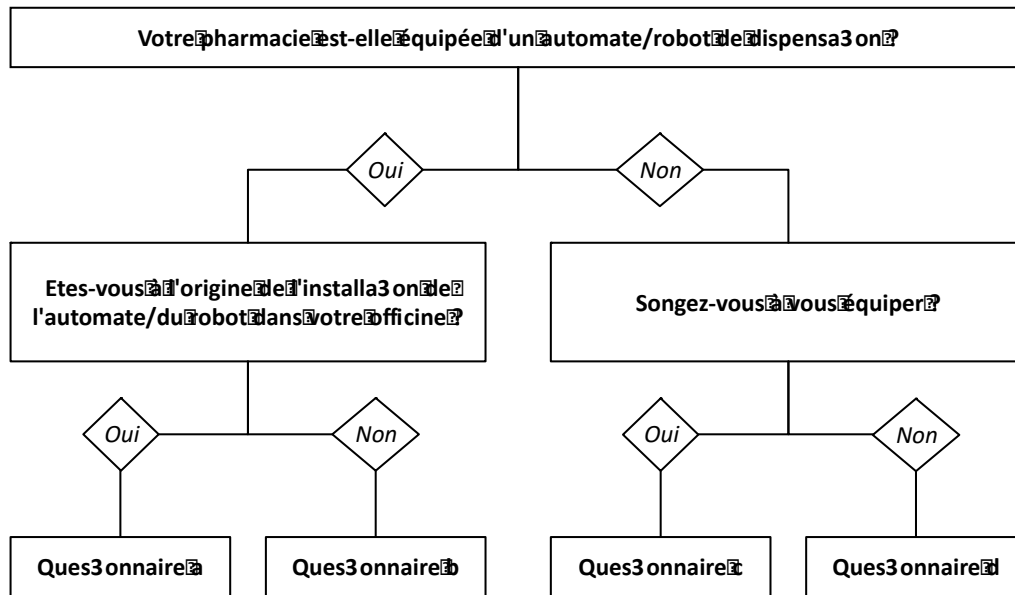 Votre pharmacie est-elle équipée d'un automate/robot de dispensa3on ?
Oui
Non
Etes-vous à l'origine de l'installa3on de
l'automate/du robot dans votre officine ?
Songez-vous à vous équiper ?
Oui
Non
Oui
Non
Ques3onnaire a
Ques3onnaire b
Ques3onnaire c
Ques3onnaire d